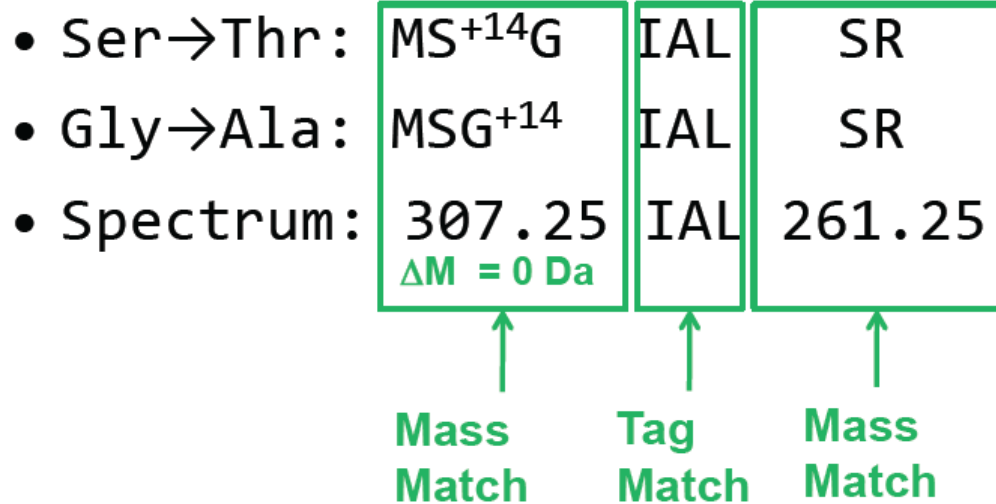 • Ser→Thr: MS⁺¹⁴G IAL SR
• Gly→Ala: MSG⁺¹⁴ IAL SR
• Spectrum: 307.25 IAL 261.25
ΔM = 0 Da
Mass Tag Mass
Match Match Match